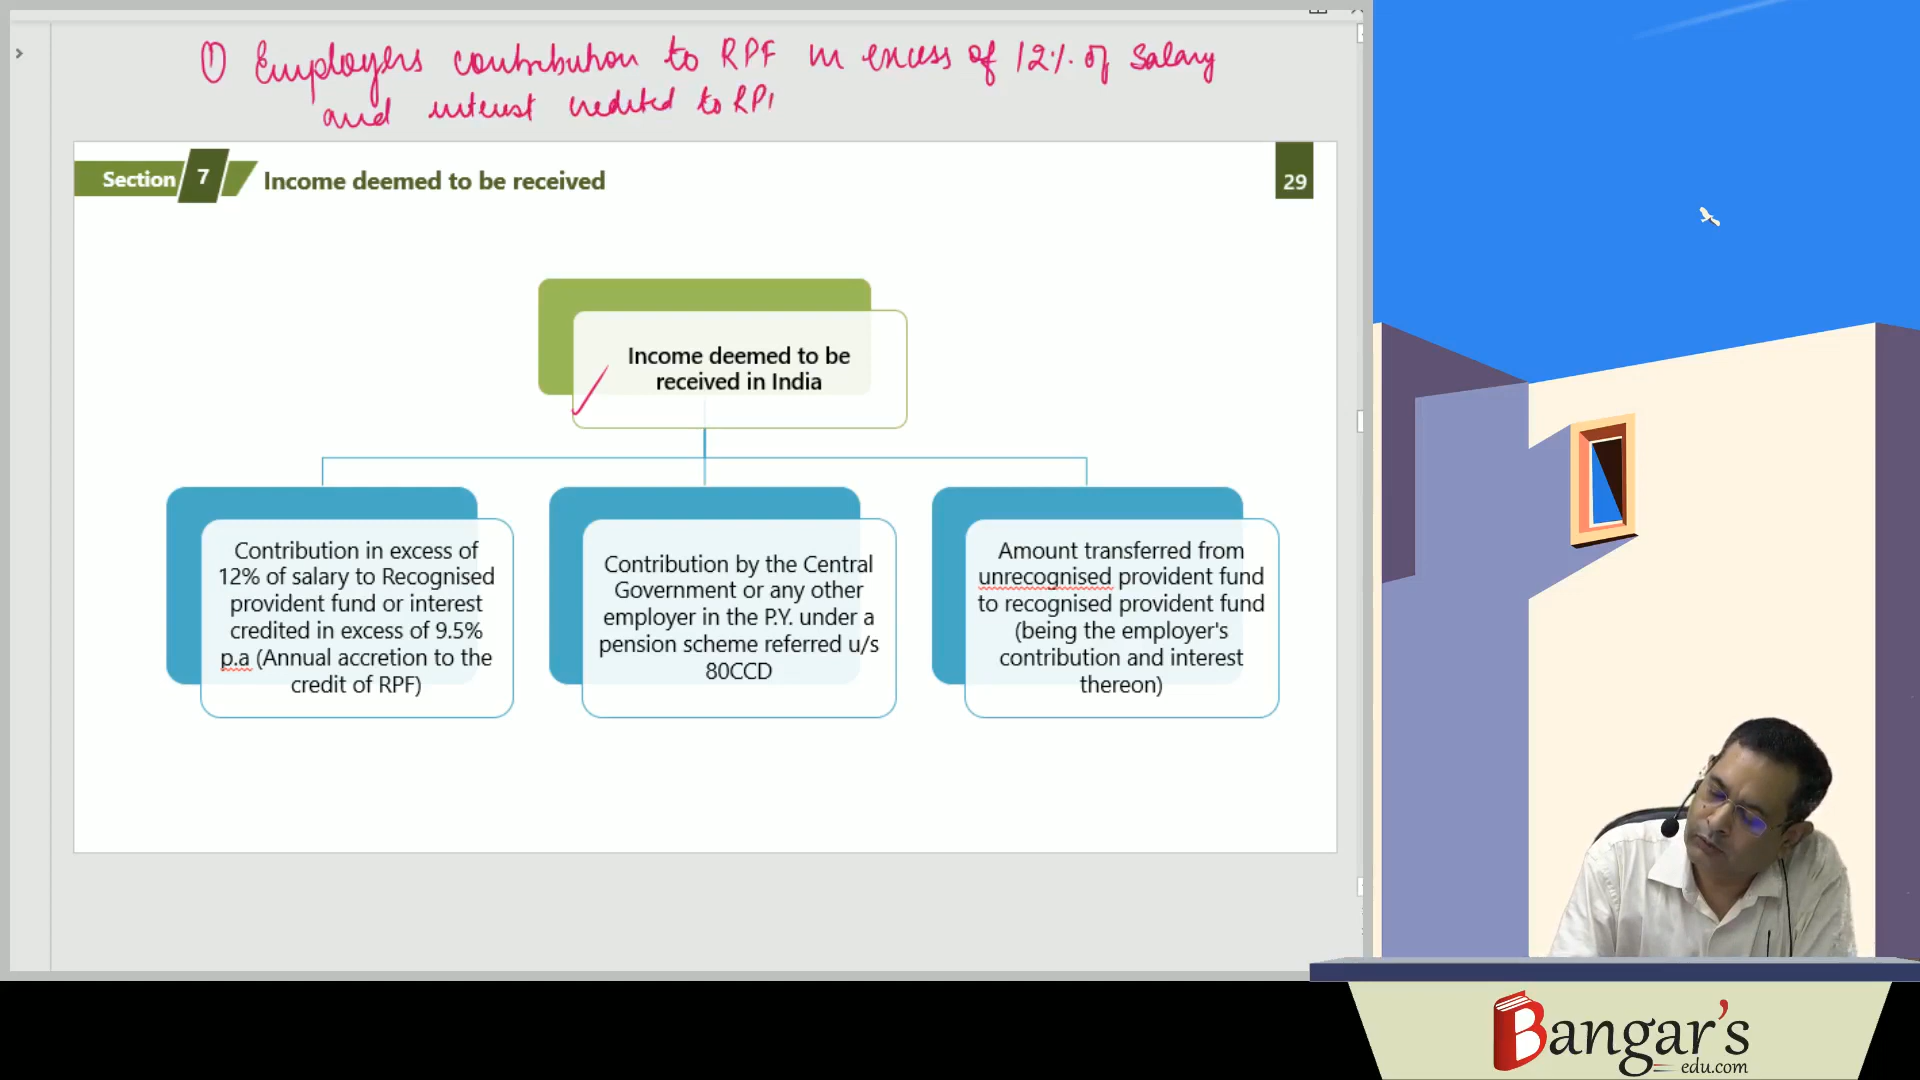 ① Employers contribution to RPF in excess of 12% of salary
and interest credited to RPF
Section 7 Income deemed to be received
29
Income deemed to be
received in India
Contribution in excess of
12% of salary to Recognised
provident fund or interest
credited in excess of 9.5%
p.a (Annual accretion to the
credit of RPF)
Contribution by the Central
Government or any other
employer in the P.Y. under a
pension scheme referred u/s
80CCD
Amount transferred from
unrecognised provident fund
to recognised provident fund
(being the employer's
contribution and interest
thereon)
Bangar's
edu.com